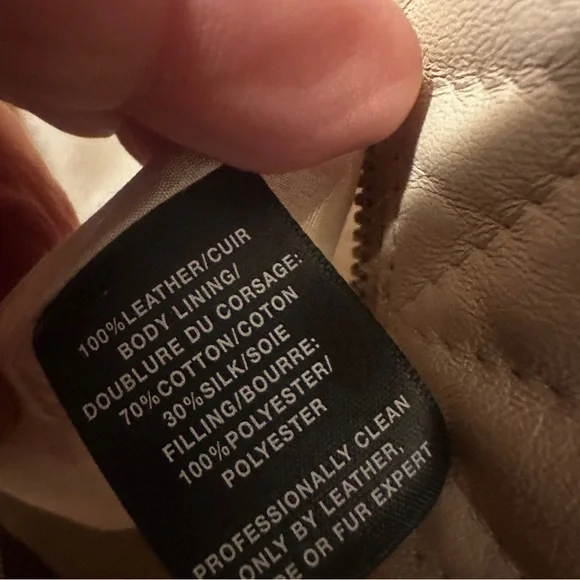 100%LEATHER/CUIR
BODY LINING/
DOUBLURE DU CORSAGE:
70%COTTON/COTON
30%SILK/SOIE
FILLING/BOURRE:
100%POLYESTER/
POLYESTER
PROFESSIONALLY CLEAN
ONLY BY LEATHER,
OR FUR EXPERT